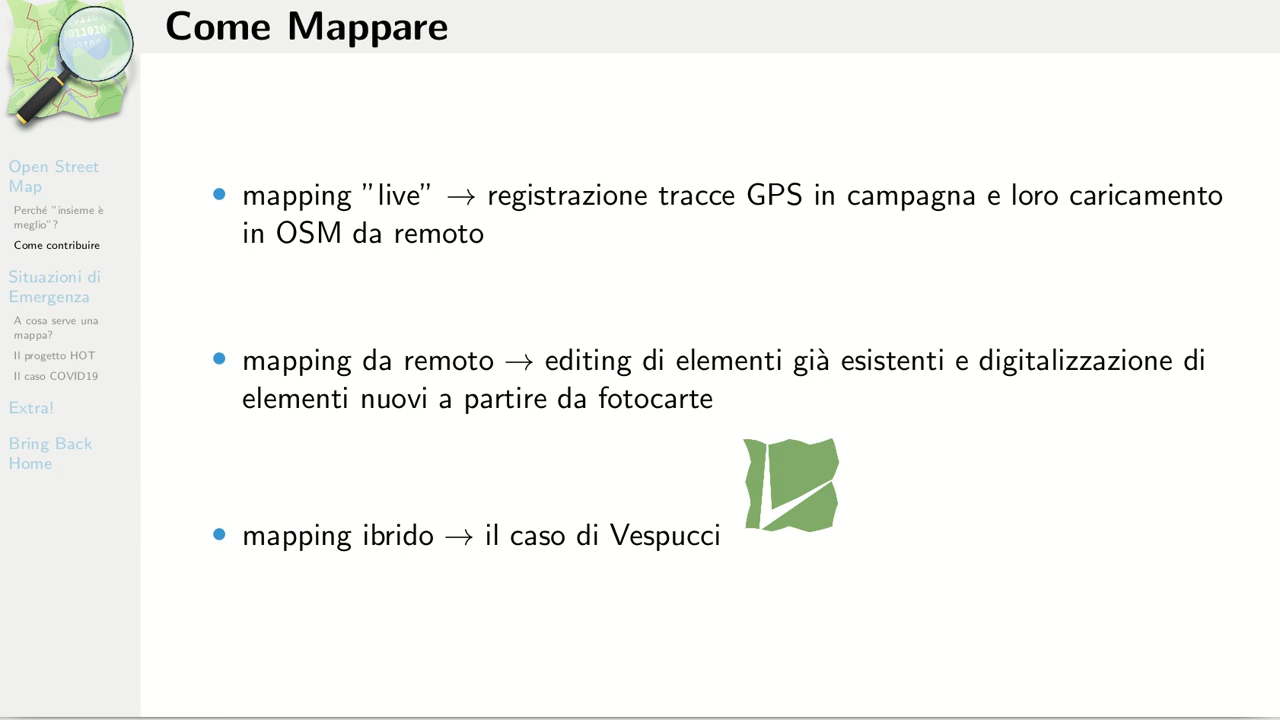 Come Mappare
Open Street
Map
Perché "insieme è
meglio"?
Come contribuire
Situazioni di
Emergenza
A cosa serve una
mappa?
Il progetto HOT
Il caso COVID19
Extra!
Bring Back
Home
• mapping "live" → registrazione tracce GPS in campagna e loro caricamento
in OSM da remoto
• mapping da remoto → editing di elementi già esistenti e digitalizzazione di
elementi nuovi a partire da fotocarte
• mapping ibrido → il caso di Vespucci